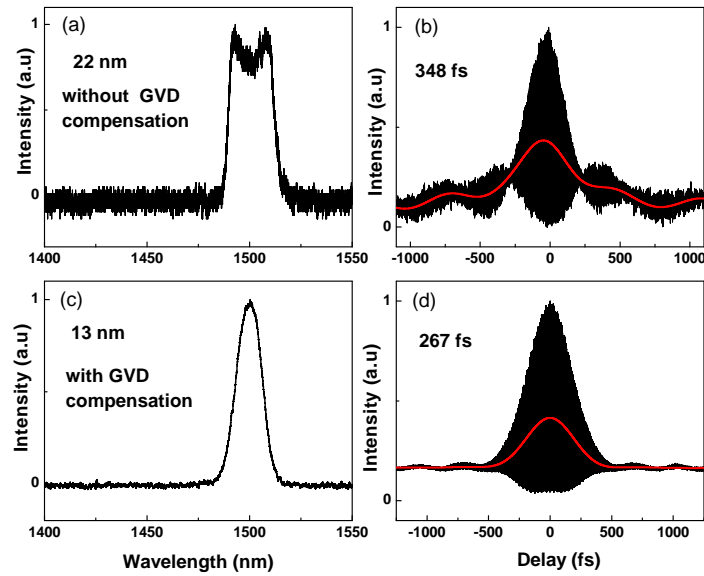 (a)
22 nm
without GVD
compensation
Intensity (a.u)
1
0
1400 1450 1500 1550
(b)
348 fs
Intensity (a.u)
1
0
-1000 -500 0 500 1000
(c)
13 nm
with GVD
compensation
Intensity (a.u)
1
0
1400 1450 1500 1550
Wavelength (nm)
(d)
267 fs
Intensity (a.u)
1
0
-1000 -500 0 500 1000
Delay (fs)